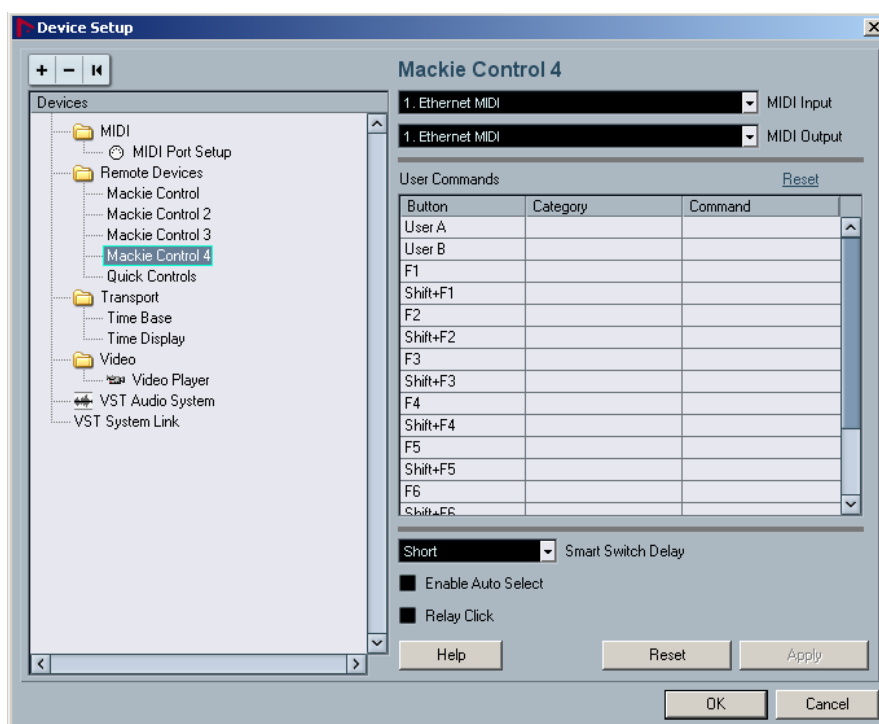 Device Setup
Devices
MIDI
MIDI Port Setup
Remote Devices
Mackie Control
Mackie Control 2
Mackie Control 3
Mackie Control 4
Quick Controls
Transport
Time Base
Time Display
Video
Video Player
VST Audio System
VST System Link
Mackie Control 4
1. Ethernet MIDI MIDI Input
1. Ethernet MIDI MIDI Output
User Commands Reset
Button Category Command
User A
User B
F1
Shift+F1
F2
Shift+F2
F3
Shift+F3
F4
Shift+F4
F5
Shift+F5
F6
Shift+F6
Short Smart Switch Delay
Enable Auto Select
Relay Click
Help Reset Apply
OK Cancel